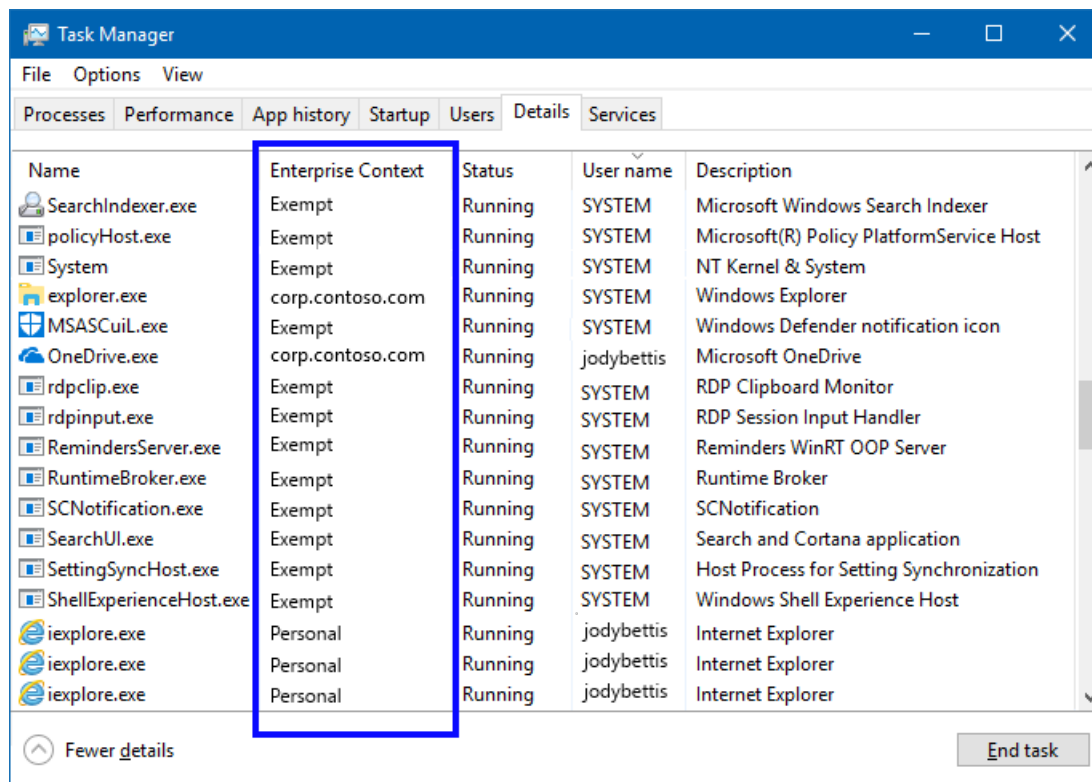 Task Manager
File Options View
Processes Performance App history Startup Users Details Services
Name Enterprise Context Status User name Description
SearchIndexer.exe Exempt Running SYSTEM Microsoft Windows Search Indexer
policyHost.exe Exempt Running SYSTEM Microsoft(R) Policy PlatformService Host
System Exempt Running SYSTEM NT Kernel & System
explorer.exe corp.contoso.com Running SYSTEM Windows Explorer
MSASCuiL.exe Exempt Running SYSTEM Windows Defender notification icon
OneDrive.exe corp.contoso.com Running jodybettis Microsoft OneDrive
rdpclip.exe Exempt Running SYSTEM RDP Clipboard Monitor
rdpinput.exe Exempt Running SYSTEM RDP Session Input Handler
RemindersServer.exe Exempt Running SYSTEM Reminders WinRT OOP Server
RuntimeBroker.exe Exempt Running SYSTEM Runtime Broker
SCNotification.exe Exempt Running SYSTEM SCNotification
SearchUI.exe Exempt Running SYSTEM Search and Cortana application
SettingSyncHost.exe Exempt Running SYSTEM Host Process for Setting Synchronization
ShellExperienceHost.exe Exempt Running SYSTEM Windows Shell Experience Host
iexplore.exe Personal Running jodybettis Internet Explorer
iexplore.exe Personal Running jodybettis Internet Explorer
iexplore.exe Personal Running jodybettis Internet Explorer
Fewer details End task